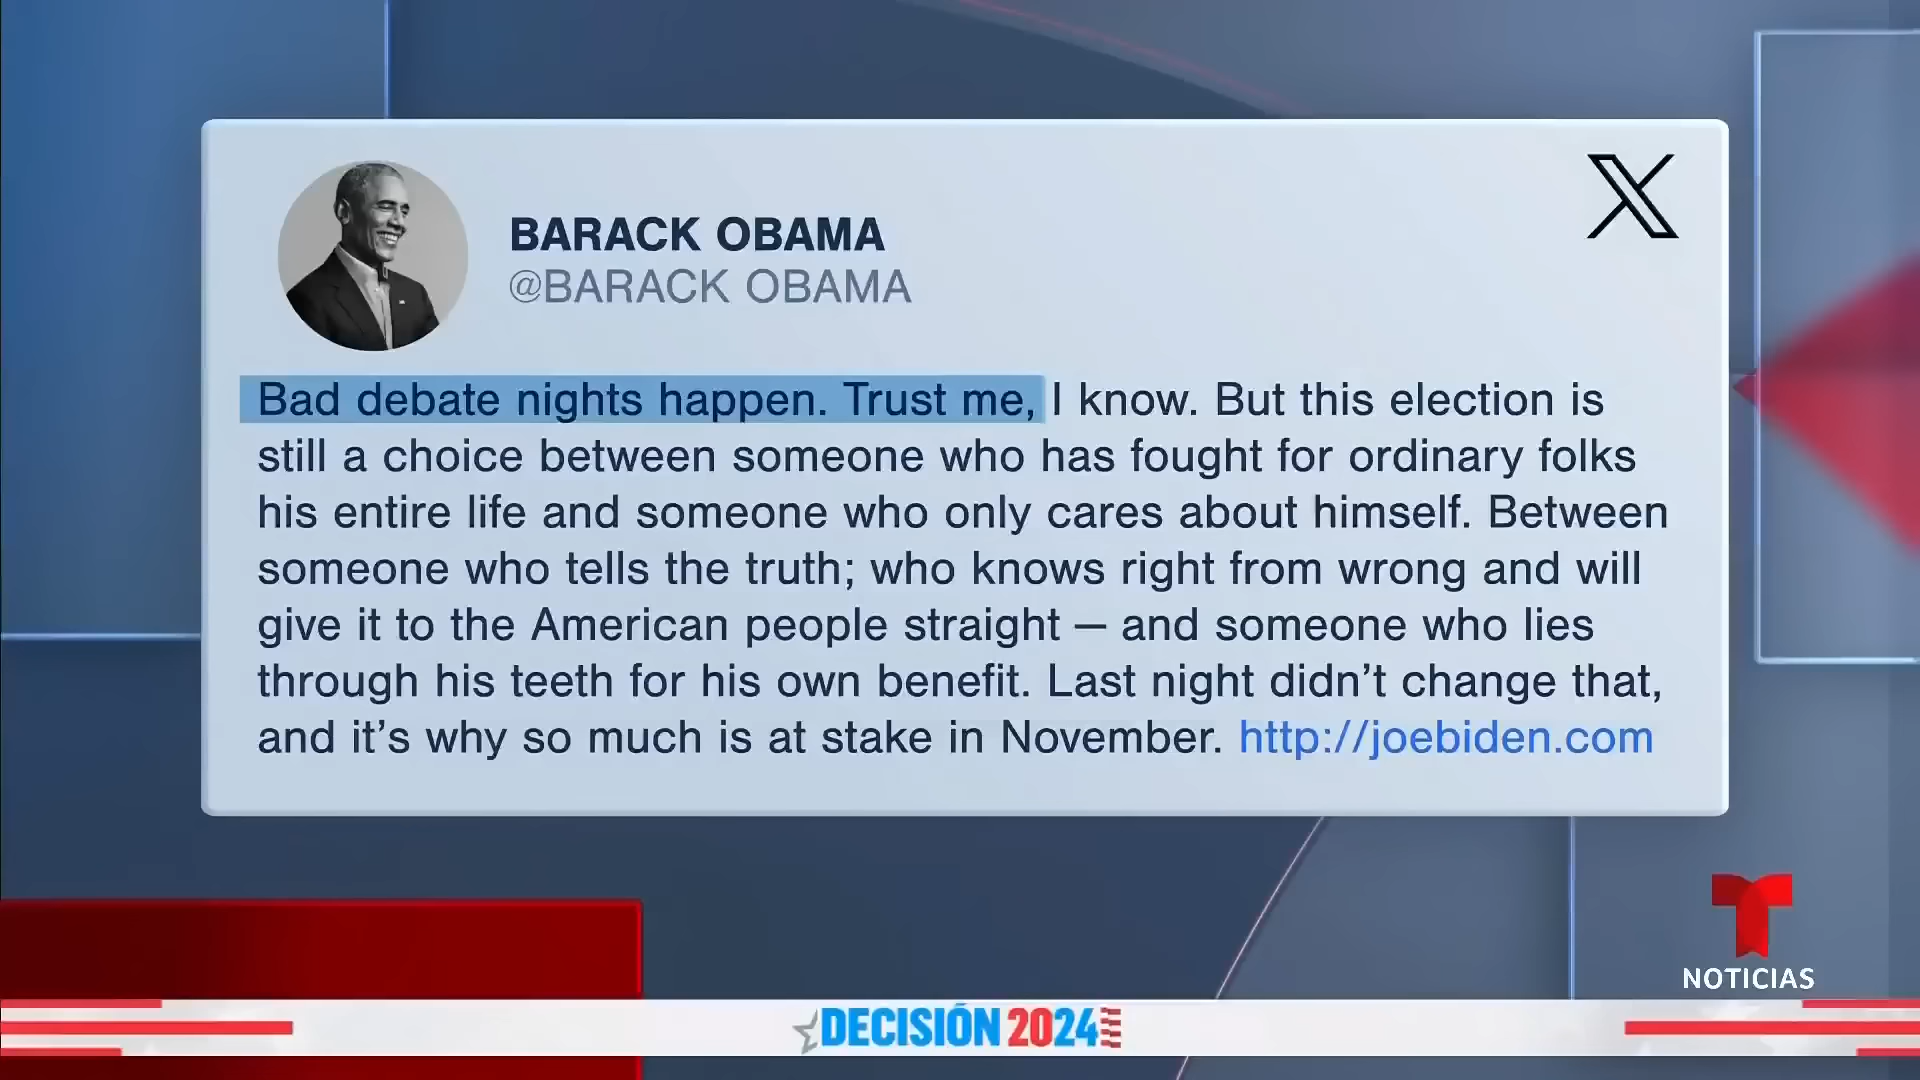 BARACK OBAMA
@BARACK OBAMA
Bad debate nights happen. Trust me, I know. But this election is
still a choice between someone who has fought for ordinary folks
his entire life and someone who only cares about himself. Between
someone who tells the truth; who knows right from wrong and will
give it to the American people straight — and someone who lies
through his teeth for his own benefit. Last night didn’t change that,
and it’s why so much is at stake in November. http://joebiden.com
NOTICIAS
DECISIÓN 2024